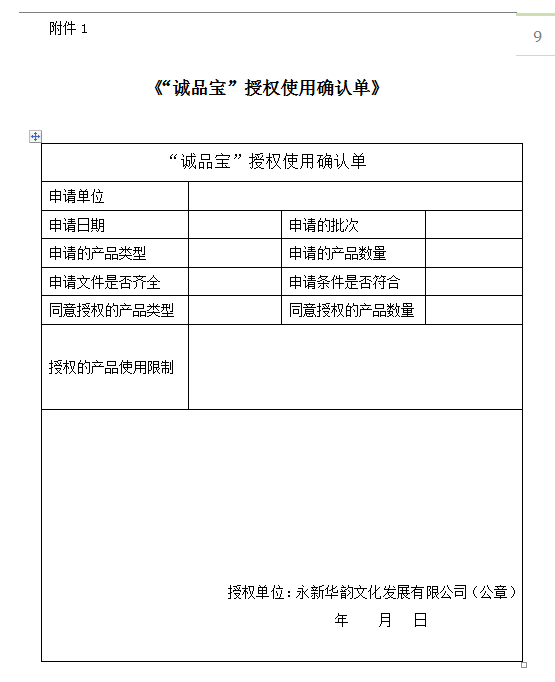 附件 1
9
《“诚品宝”授权使用确认单》
“诚品宝”授权使用确认单
申请单位
申请日期 申请的批次
申请的产品类型 申请的产品数量
申请文件是否齐全 申请条件是否符合
同意授权的产品类型 同意授权的产品数量
授权的产品使用限制
授权单位：永新华韵文化发展有限公司（公章）
年 月 日